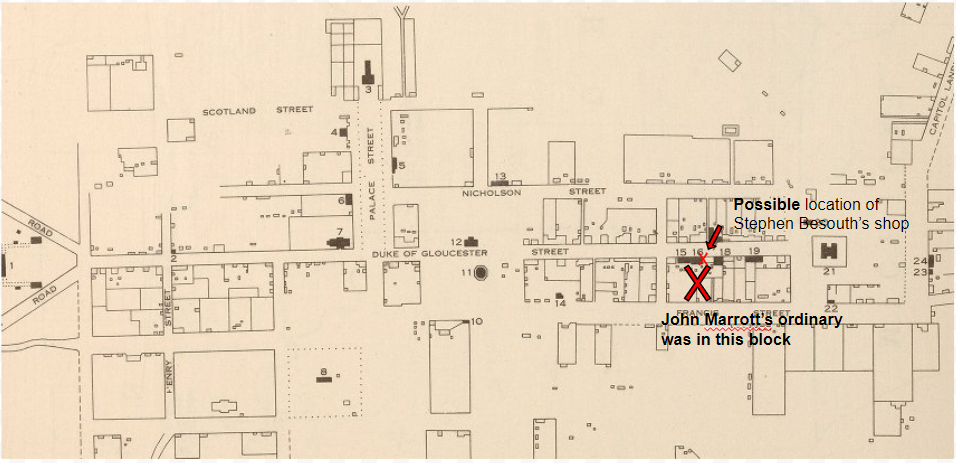 3
SCOTLAND STREET
4
PALACE STREET
5
6
13
NICHOLSON STREET
CAPITOL LAND
Possible location of
Stephen Besouth's shop
ROAD
7
12
DUKE OF GLOUCESTER STREET
1
2
11
15 16 18 19
21
24
23
ROAD
HENRY STREET
14
10
22
FRANCIS STREET
John Marrott's ordinary
was in this block
8